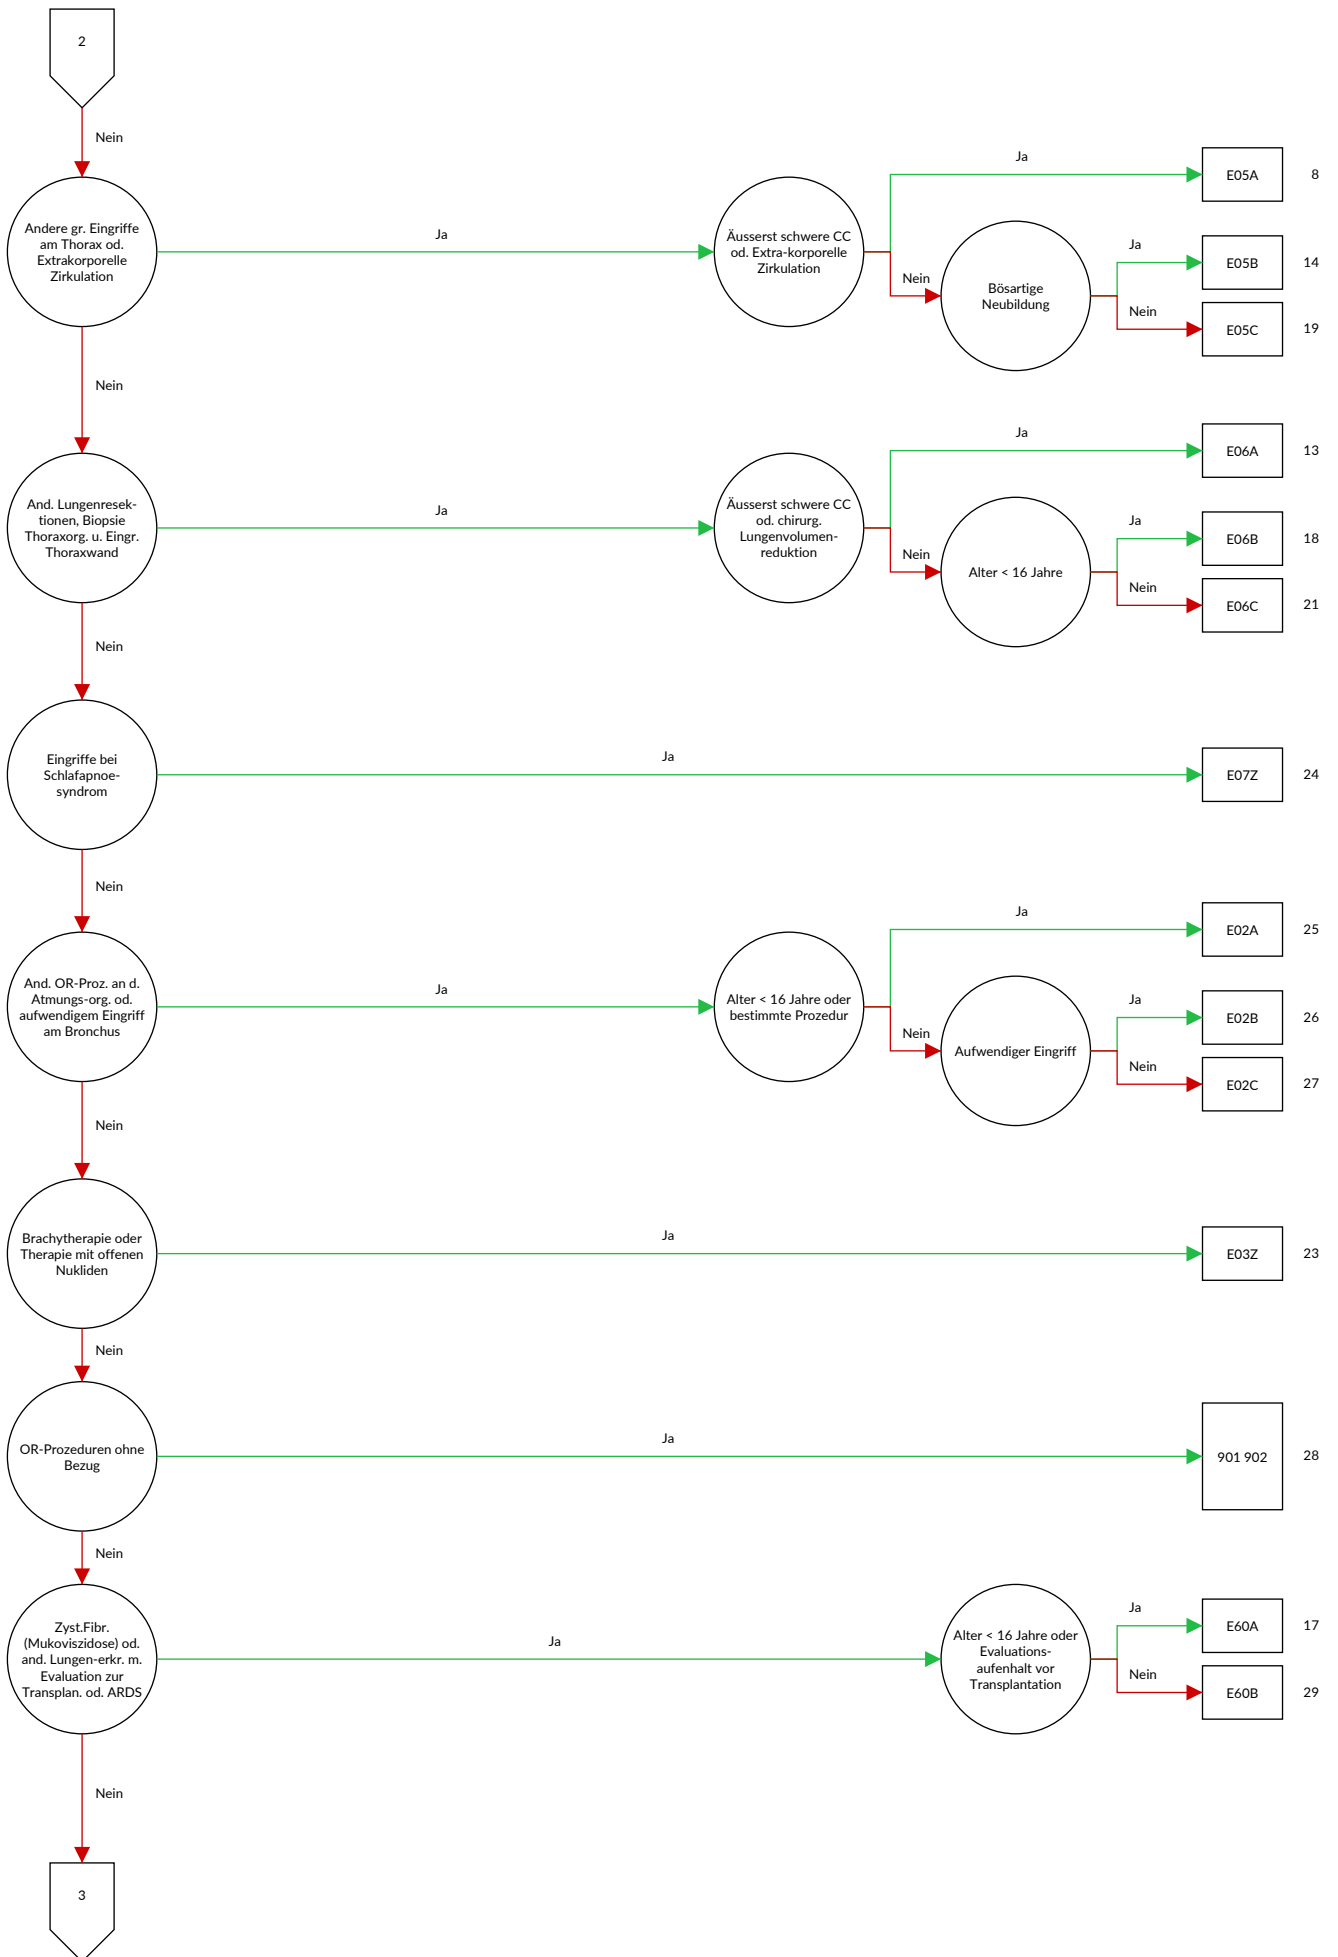 2
Nein
Andere gr. Eingriffe
am Thorax od.
Extrakorporelle
Zirkulation
Ja
Äusserst schwere CC
od. Extra-korporelle
Zirkulation
Ja
E05A
8
Nein
Bösartige
Neubildung
Ja
E05B
14
Nein
E05C
19
Nein
And. Lungenresek-
tionen, Biopsie
Thoraxorg. u. Eingr.
Thoraxwand
Ja
Äusserst schwere CC
od. chirurg.
Lungenvolumen-
reduktion
Ja
E06A
13
Nein
Alter < 16 Jahre
Ja
E06B
18
Nein
E06C
21
Nein
Eingriffe bei
Schlafapnoe-
syndrom
Ja
E07Z
24
Nein
And. OR-Proz. an d.
Atmungs-org. od.
aufwendigem Eingriff
am Bronchus
Ja
Alter < 16 Jahre oder
bestimmte Prozedur
Ja
E02A
25
Nein
Aufwendiger Eingriff
Ja
E02B
26
Nein
E02C
27
Nein
Brachytherapie oder
Therapie mit offenen
Nukliden
Ja
E03Z
23
Nein
OR-Prozeduren ohne
Bezug
Ja
901 902
28
Nein
Zyst.Fibr.
(Mukoviszidose) od.
and. Lungen-erkr. m.
Evaluation zur
Transplan. od. ARDS
Ja
Alter < 16 Jahre oder
Evaluations-
aufenhalt vor
Transplantation
Ja
E60A
17
Nein
E60B
29
Nein
3